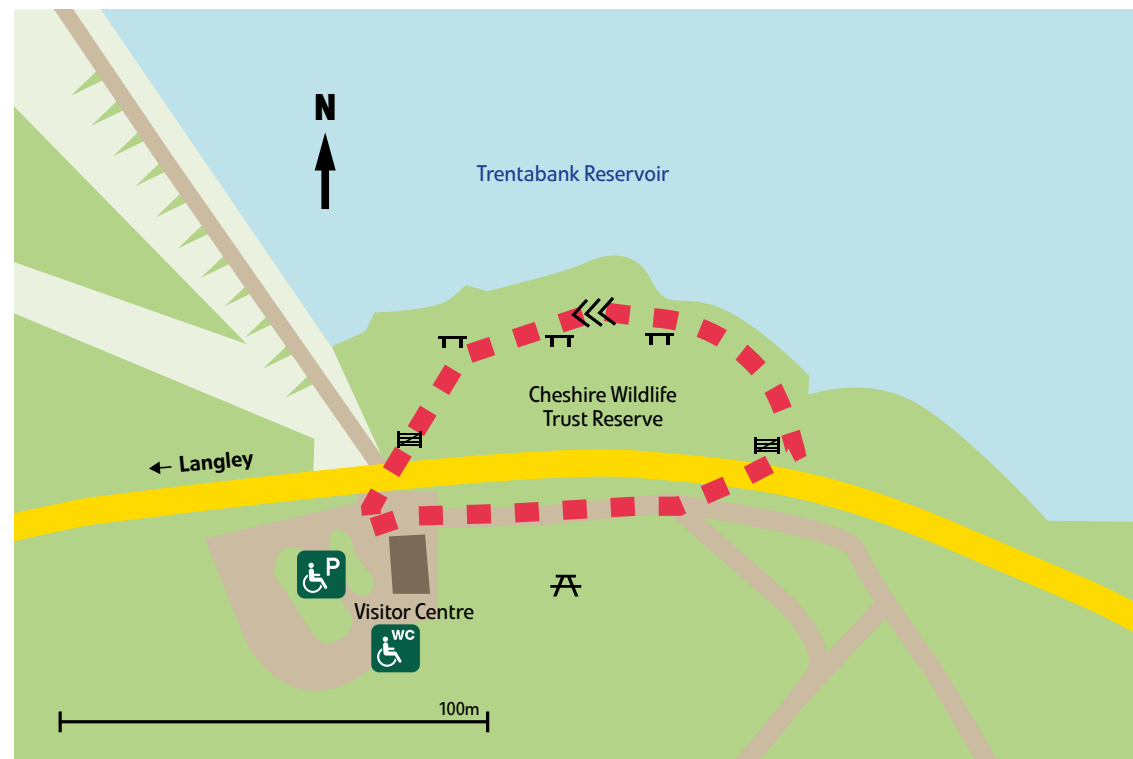 N
Trentabank Reservoir
Cheshire Wildlife
Trust Reserve
Langley
P
Visitor Centre
WC
100m